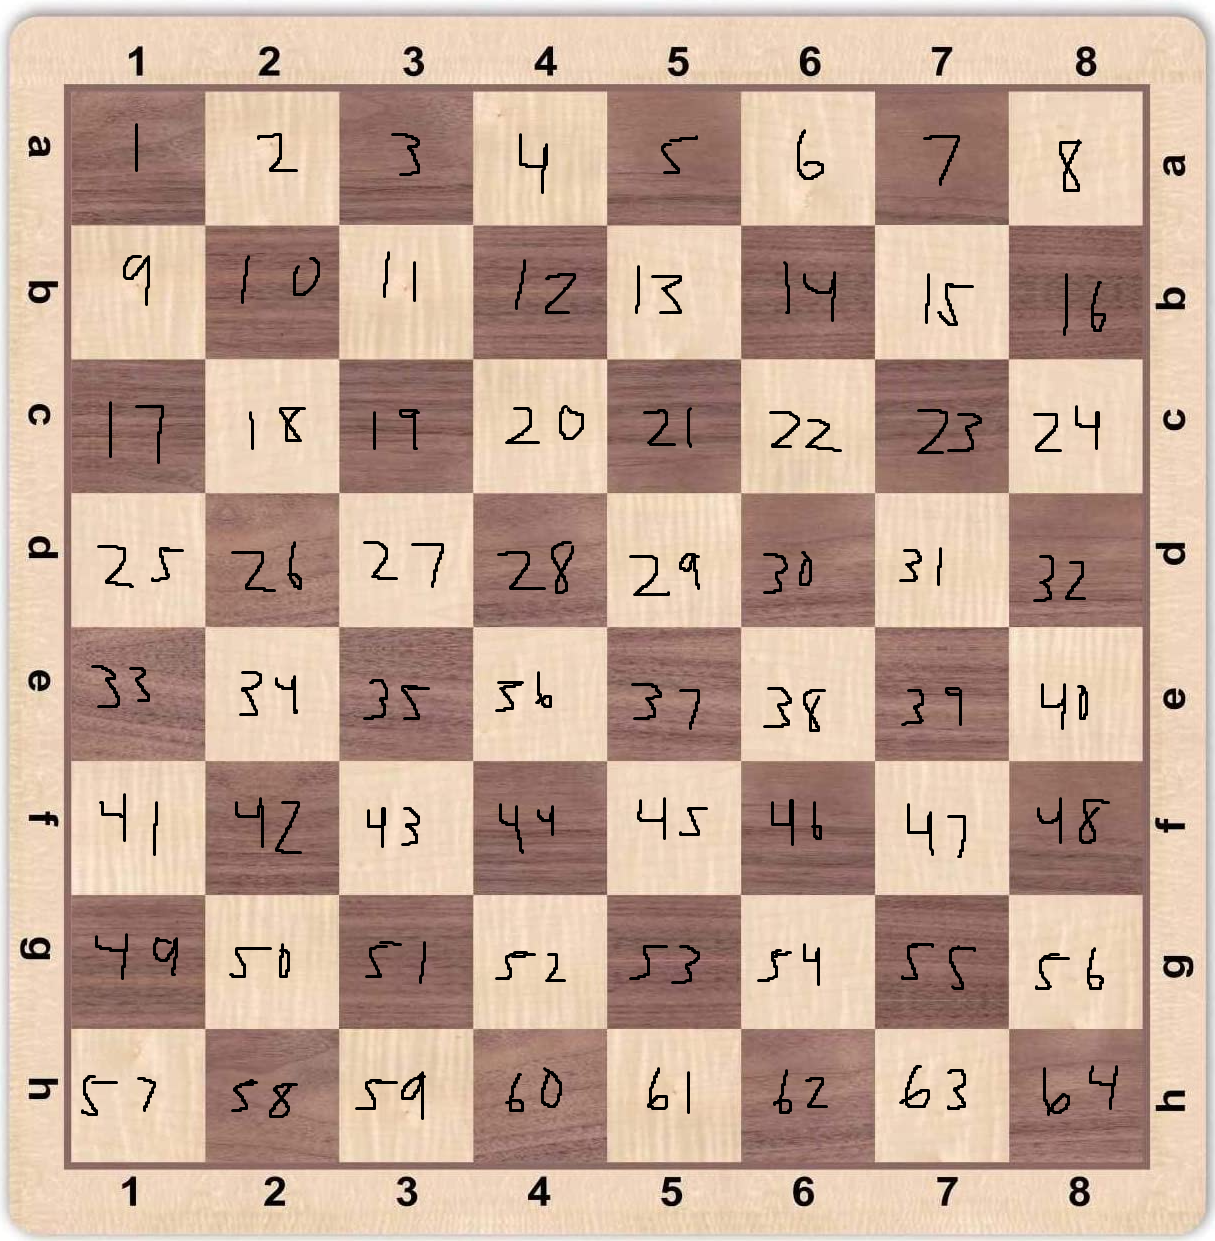 1 2 3 4 5 6 7 8
a 1 2 3 4 5 6 7 8 a
b 9 10 11 12 13 14 15 16 b
c 17 18 19 20 21 22 23 24 c
d 25 26 27 28 29 30 31 32 d
e 33 34 35 56 37 38 39 40 e
f 41 42 43 44 45 46 47 48 f
g 49 50 51 52 53 54 55 56 g
h 57 58 59 60 61 62 63 64 h
1 2 3 4 5 6 7 8